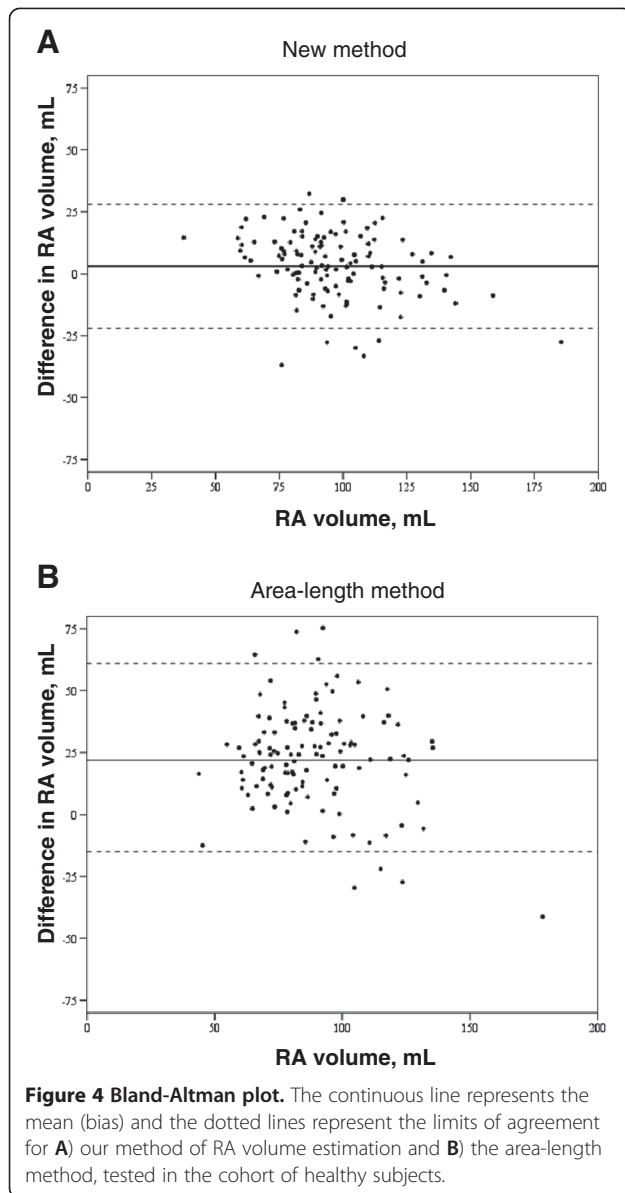 A
New method
Difference in RA volume, mL
75
50
25
0
-25
-50
-75
0 25 50 75 100 125 150 175 200
RA volume, mL
B
Area-length method
Difference in RA volume, mL
75
50
25
0
-25
-50
-75
0 50 100 150 200
RA volume, mL
Figure 4 Bland-Altman plot. The continuous line represents the
mean (bias) and the dotted lines represent the limits of agreement
for A) our method of RA volume estimation and B) the area-length
method, tested in the cohort of healthy subjects.